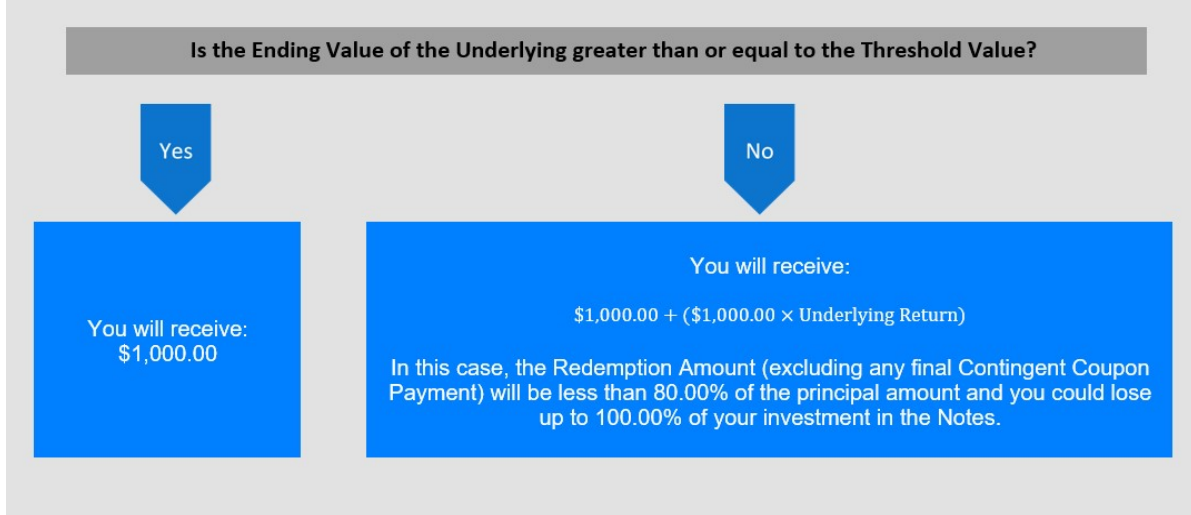 Is the Ending Value of the Underlying greater than or equal to the Threshold Value?
Yes
No
You will receive:
$1,000.00
You will receive:
$1,000.00 + ($1,000.00 × Underlying Return)
In this case, the Redemption Amount (excluding any final Contingent Coupon
Payment) will be less than 80.00% of the principal amount and you could lose
up to 100.00% of your investment in the Notes.